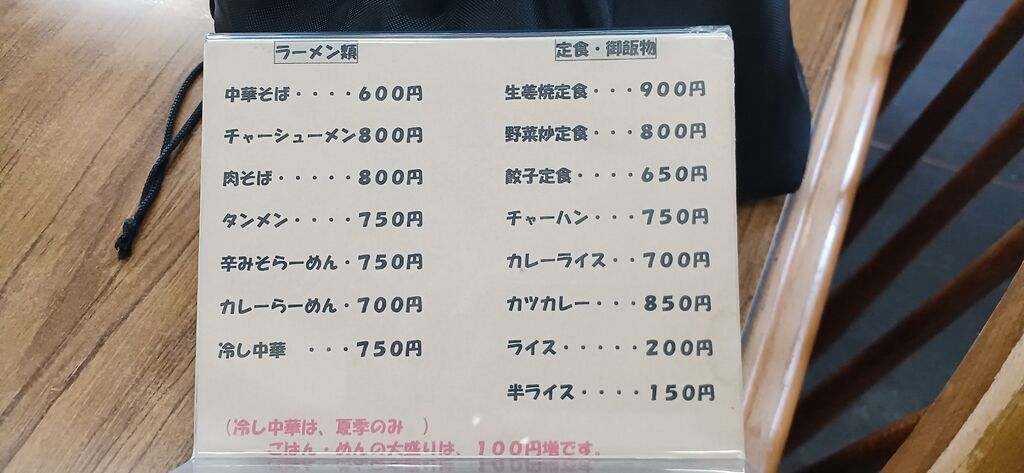 ラーメン類
中華そば・・・・600円
チャーシューメン800円
肉そば・・・・・800円
タンメン・・・・750円
辛みそらーめん・750円
カレーらーめん・700円
冷し中華 ・・・750円
定食・御飯物
生姜焼定食・・・900円
野菜炒定食・・・800円
餃子定食・・・・650円
チャーハン・・・750円
カレーライス・・700円
カツカレー・・・850円
ライス・・・・・200円
半ライス・・・・150円
(冷し中華は、夏季のみ )
ごはん・めんの大盛りは、100円増です。